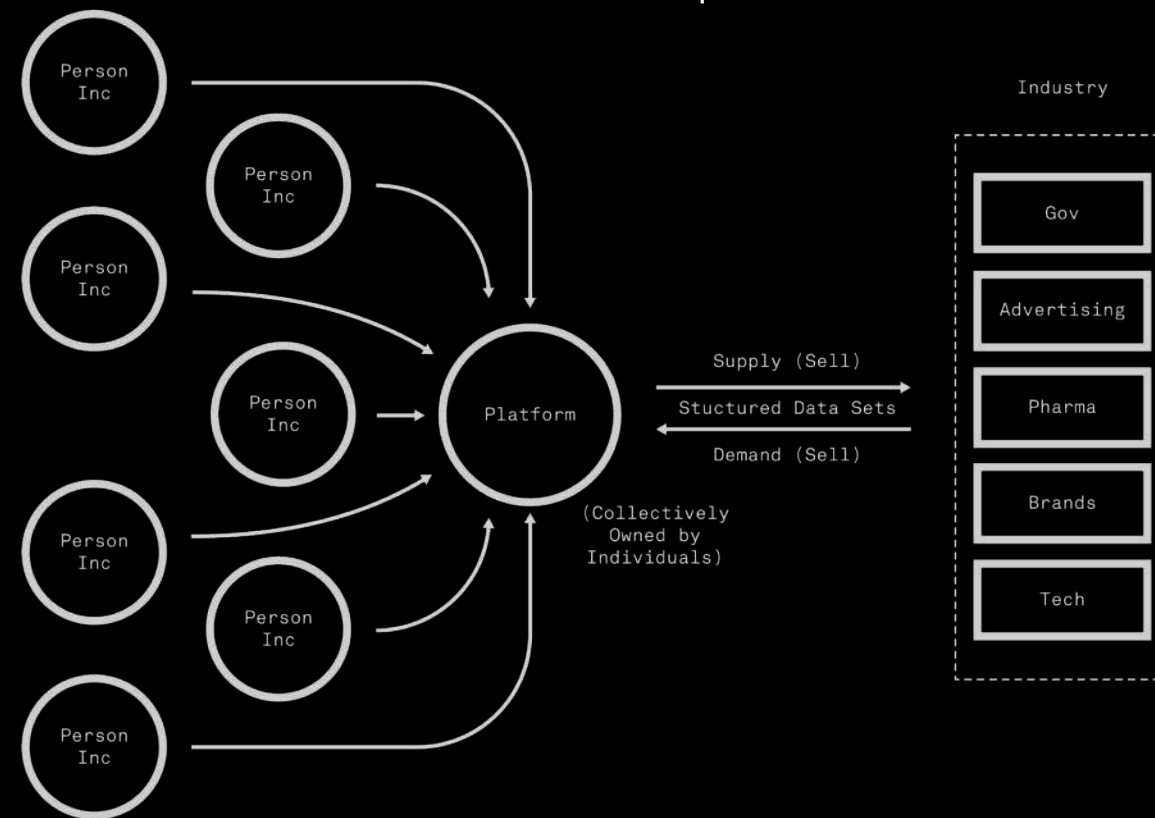 Person
Inc
Person
Inc
Person
Inc
Person
Inc
Person
Inc
Person
Inc
Person
Inc
Platform
(Collectively
Owned by
Individuals)
Supply (Sell)
Stuctured Data Sets
Demand (Sell)
Industry
Gov
Advertising
Pharma
Brands
Tech